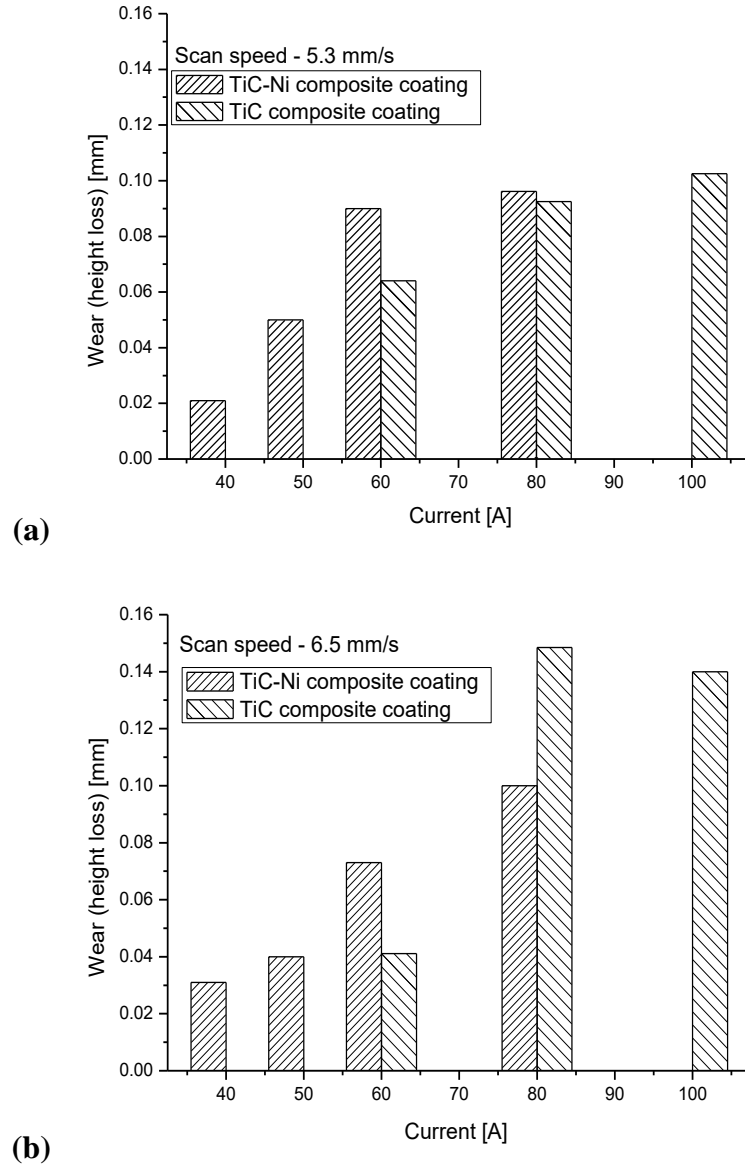 0.16
Scan speed - 5.3 mm/s
0.14
TiC-Ni composite coating
TiC composite coating
0.12
0.10
0.08
0.06
0.04
0.02
0.00
Wear (height loss) [mm]
40 50 60 70 80 90 100
Current [A]
(a)
0.16
Scan speed - 6.5 mm/s
0.14
TiC-Ni composite coating
TiC composite coating
0.12
0.10
0.08
0.06
0.04
0.02
0.00
Wear (height loss) [mm]
40 50 60 70 80 90 100
Current [A]
(b)